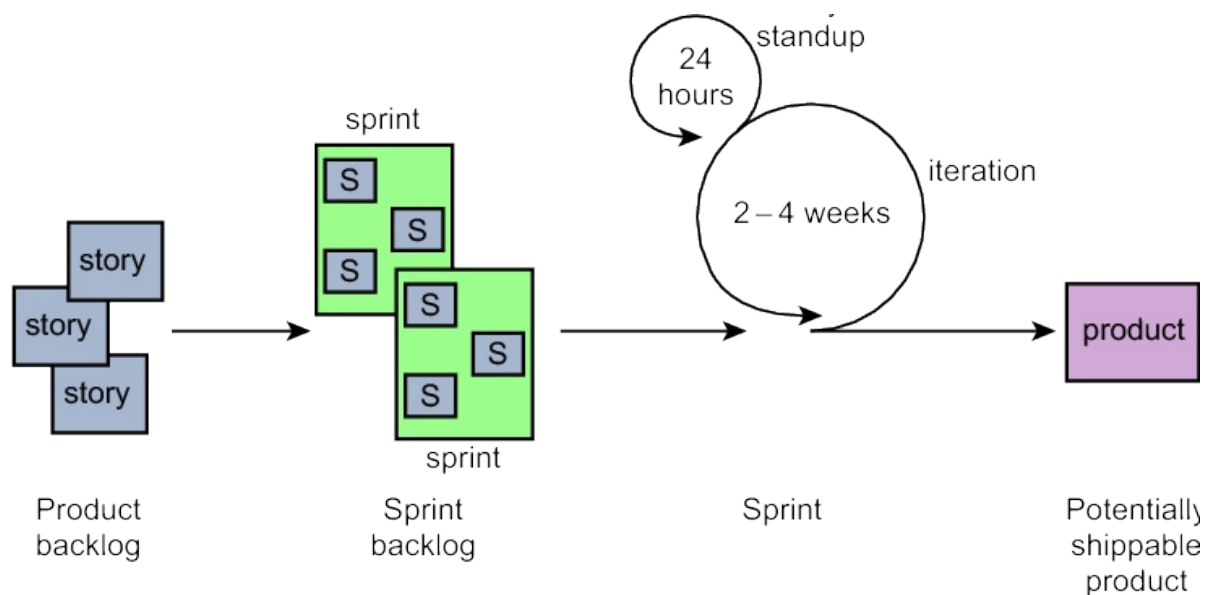 standup
24
hours
sprint
iteration
S
S
S
2 – 4 weeks
story
story
story
S
S
S
product
sprint
Product
backlog
Sprint
backlog
Sprint
Potentially
shippable
product